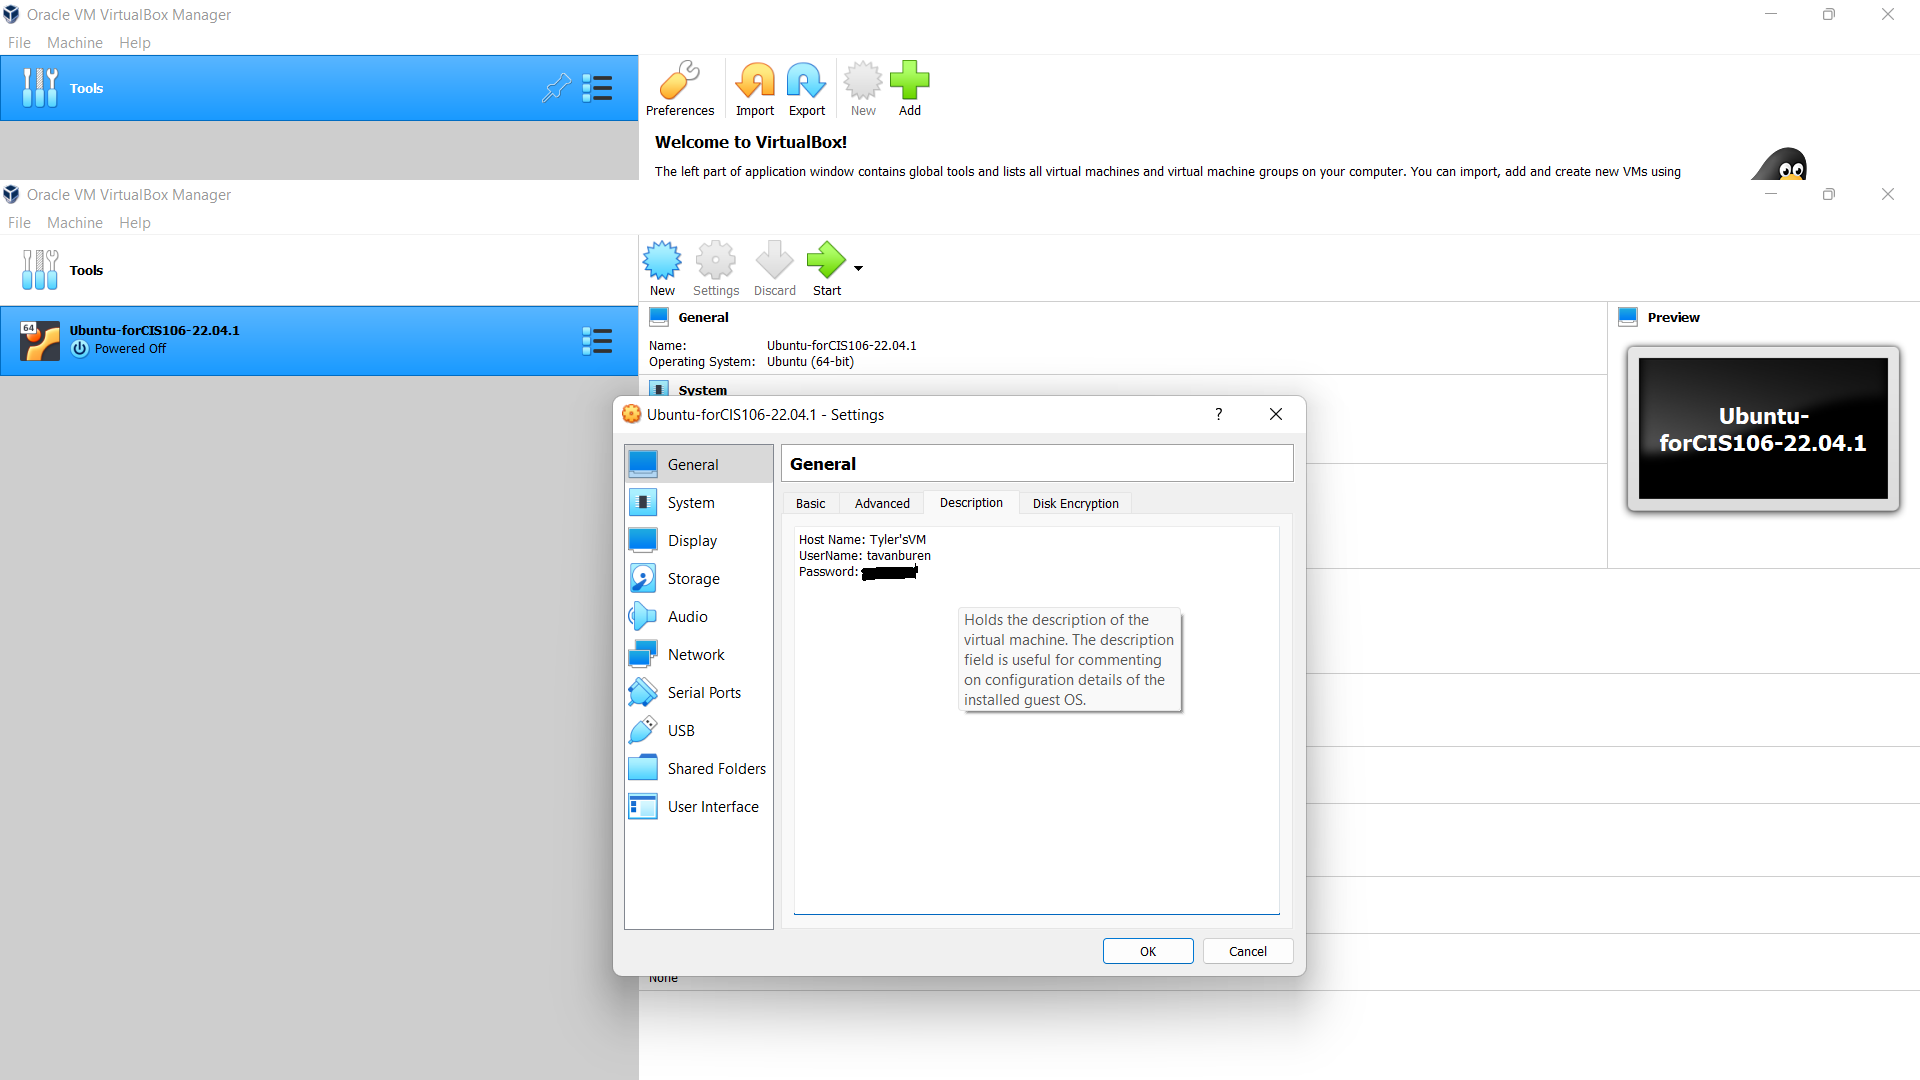 Oracle VM VirtualBox Manager
File Machine Help
Tools
Preferences Import Export New Add
Welcome to VirtualBox!
The left part of application window contains global tools and lists all virtual machines and virtual machine groups on your computer. You can import, add and create new VMs using
Oracle VM VirtualBox Manager
File Machine Help
Tools
New Settings Discard Start
64
Ubuntu-forCIS106-22.04.1
Powered Off
General
Name: Ubuntu-forCIS106-22.04.1
Operating System: Ubuntu (64-bit)
System
Preview
Ubuntu-
forCIS106-22.04.1
Ubuntu-forCIS106-22.04.1 - Settings
?
General
System
Display
Storage
Audio
Network
Serial Ports
USB
Shared Folders
User Interface
General
Basic Advanced Description Disk Encryption
Host Name: Tyler'sVM
UserName: tavanburen
Password:
Holds the description of the
virtual machine. The description
field is useful for commenting
on configuration details of the
installed guest OS.
OK Cancel
None